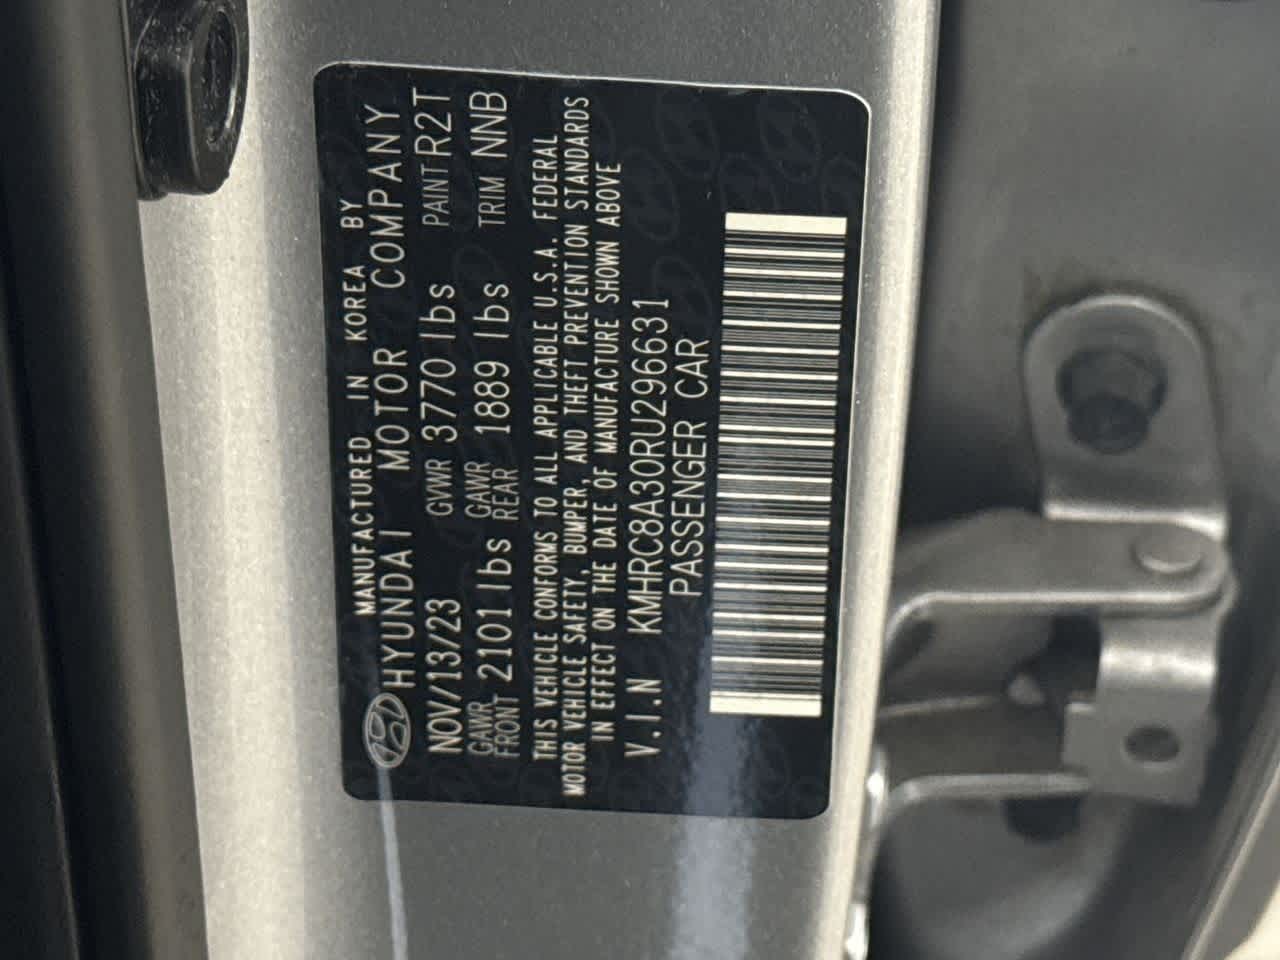 MANUFACTURED IN KOREA BY
HYUNDAI MOTOR COMPANY
NOV/13/23 GVWR 3770 lbs PAINT R2T
GAWR FRONT 2101 lbs GAWR REAR 1889 lbs TRIM NNB
THIS VEHICLE CONFORMS TO ALL APPLICABLE U.S.A. FEDERAL
MOTOR VEHICLE SAFETY, BUMPER, AND THEFT PREVENTION STANDARDS
IN EFFECT ON THE DATE OF MANUFACTURE SHOWN ABOVE
V.I.N KMHRC8A30RU296631
PASSENGER CAR